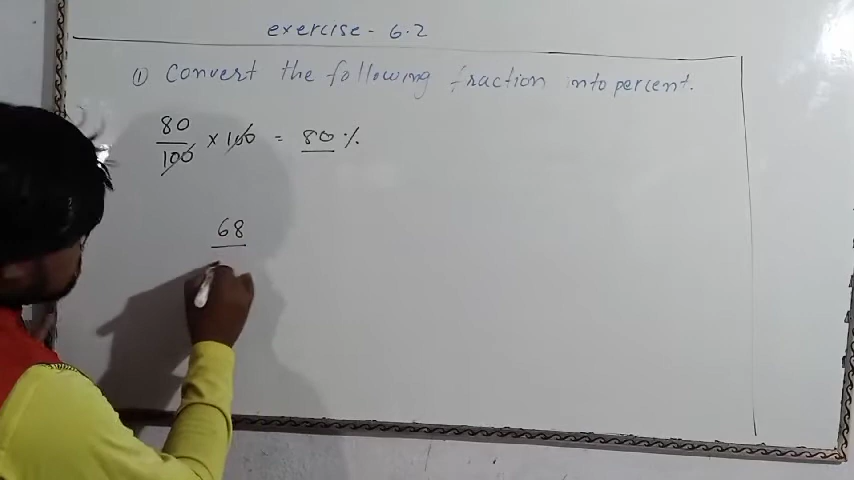 exercise - 6.2
① Convert the following fraction into percent.
80
100 × 100 = 80 %
68